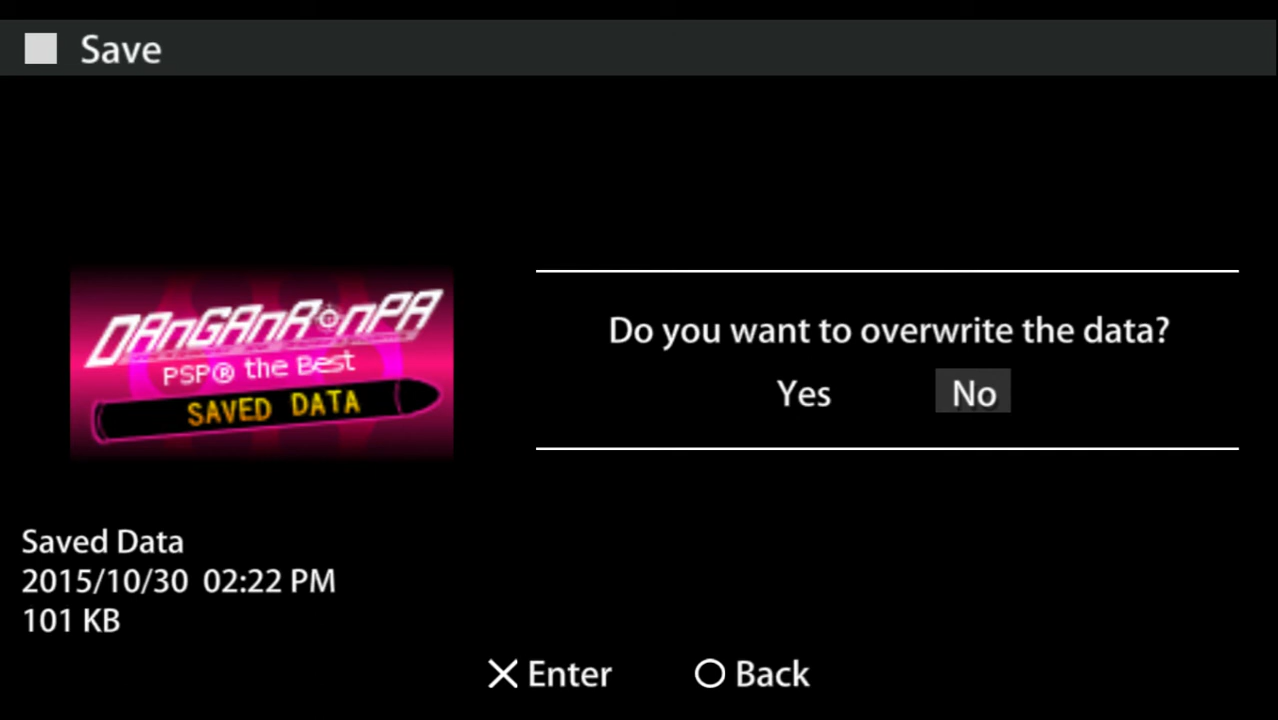 Save
DAnGAnRonPA
PSP® the Best
SAVED DATA
Do you want to overwrite the data?
Yes No
Saved Data
2015/10/30 02:22 PM
101 KB
Enter Back